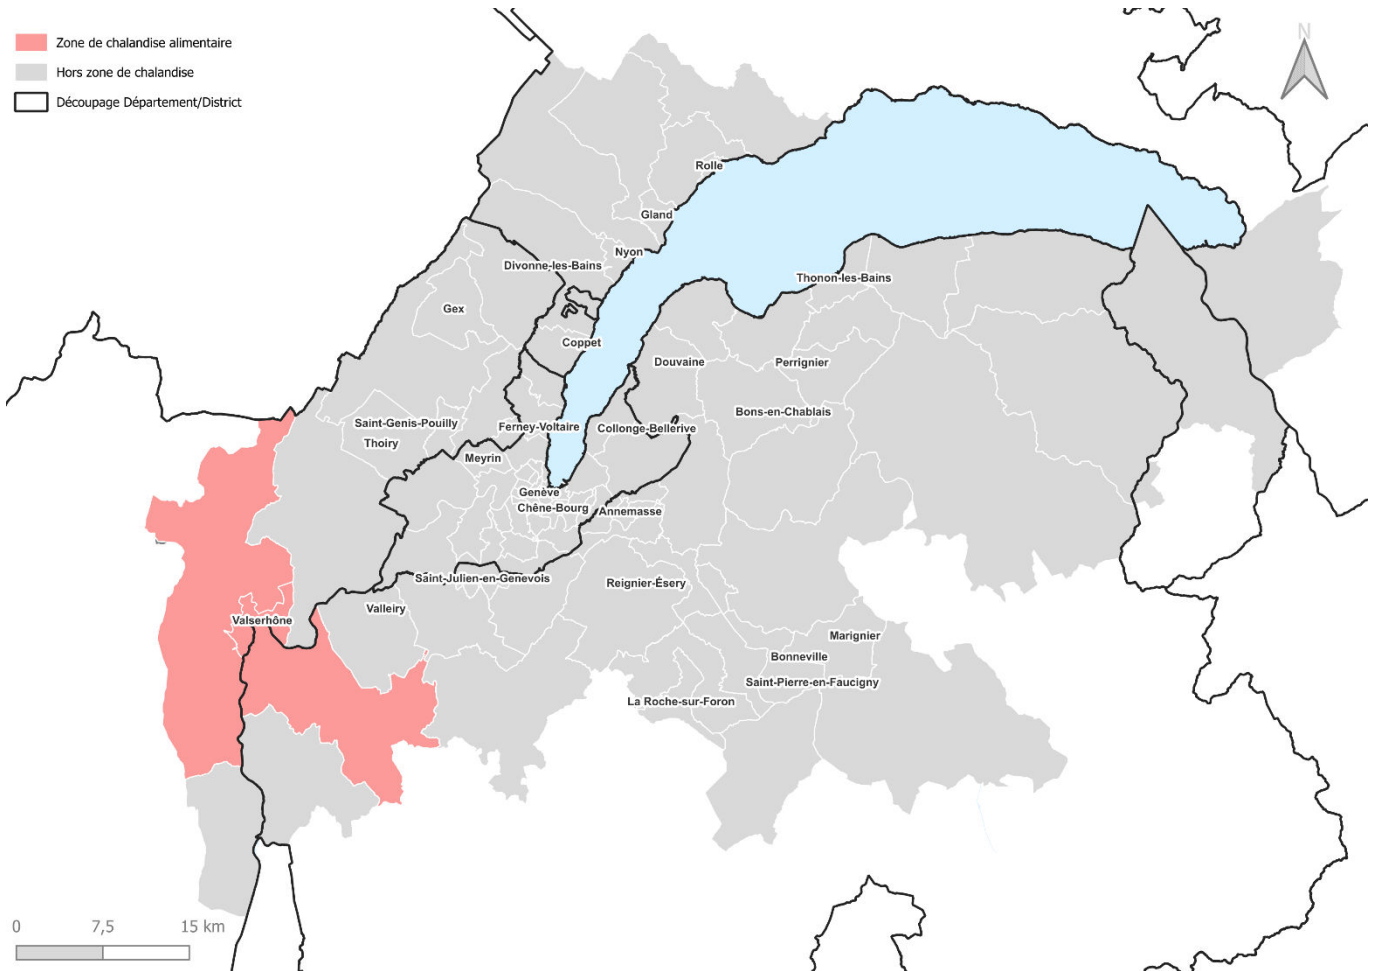 Zone de chalandise alimentaire
Hors zone de chalandise
Découpage Département/District
N
Rolle
Gland
Nyon
Divonne-les-Bains
Thonon-les-Bains
Gex
Coppet
Douvaine
Perrignier
Bons-en-Chablais
Saint-Genis-Pouilly
Ferney-Voltaire
Collonge-Bellerive
Thoiry
Meyrin
Genève
Chêne-Bourg
Annemasse
Saint-Julien-en-Genevois
Reignier-Ésery
Valleiry
Valserhône
Marignier
Bonneville
Saint-Pierre-en-Faucigny
La Roche-sur-Foron
0 7,5 15 km